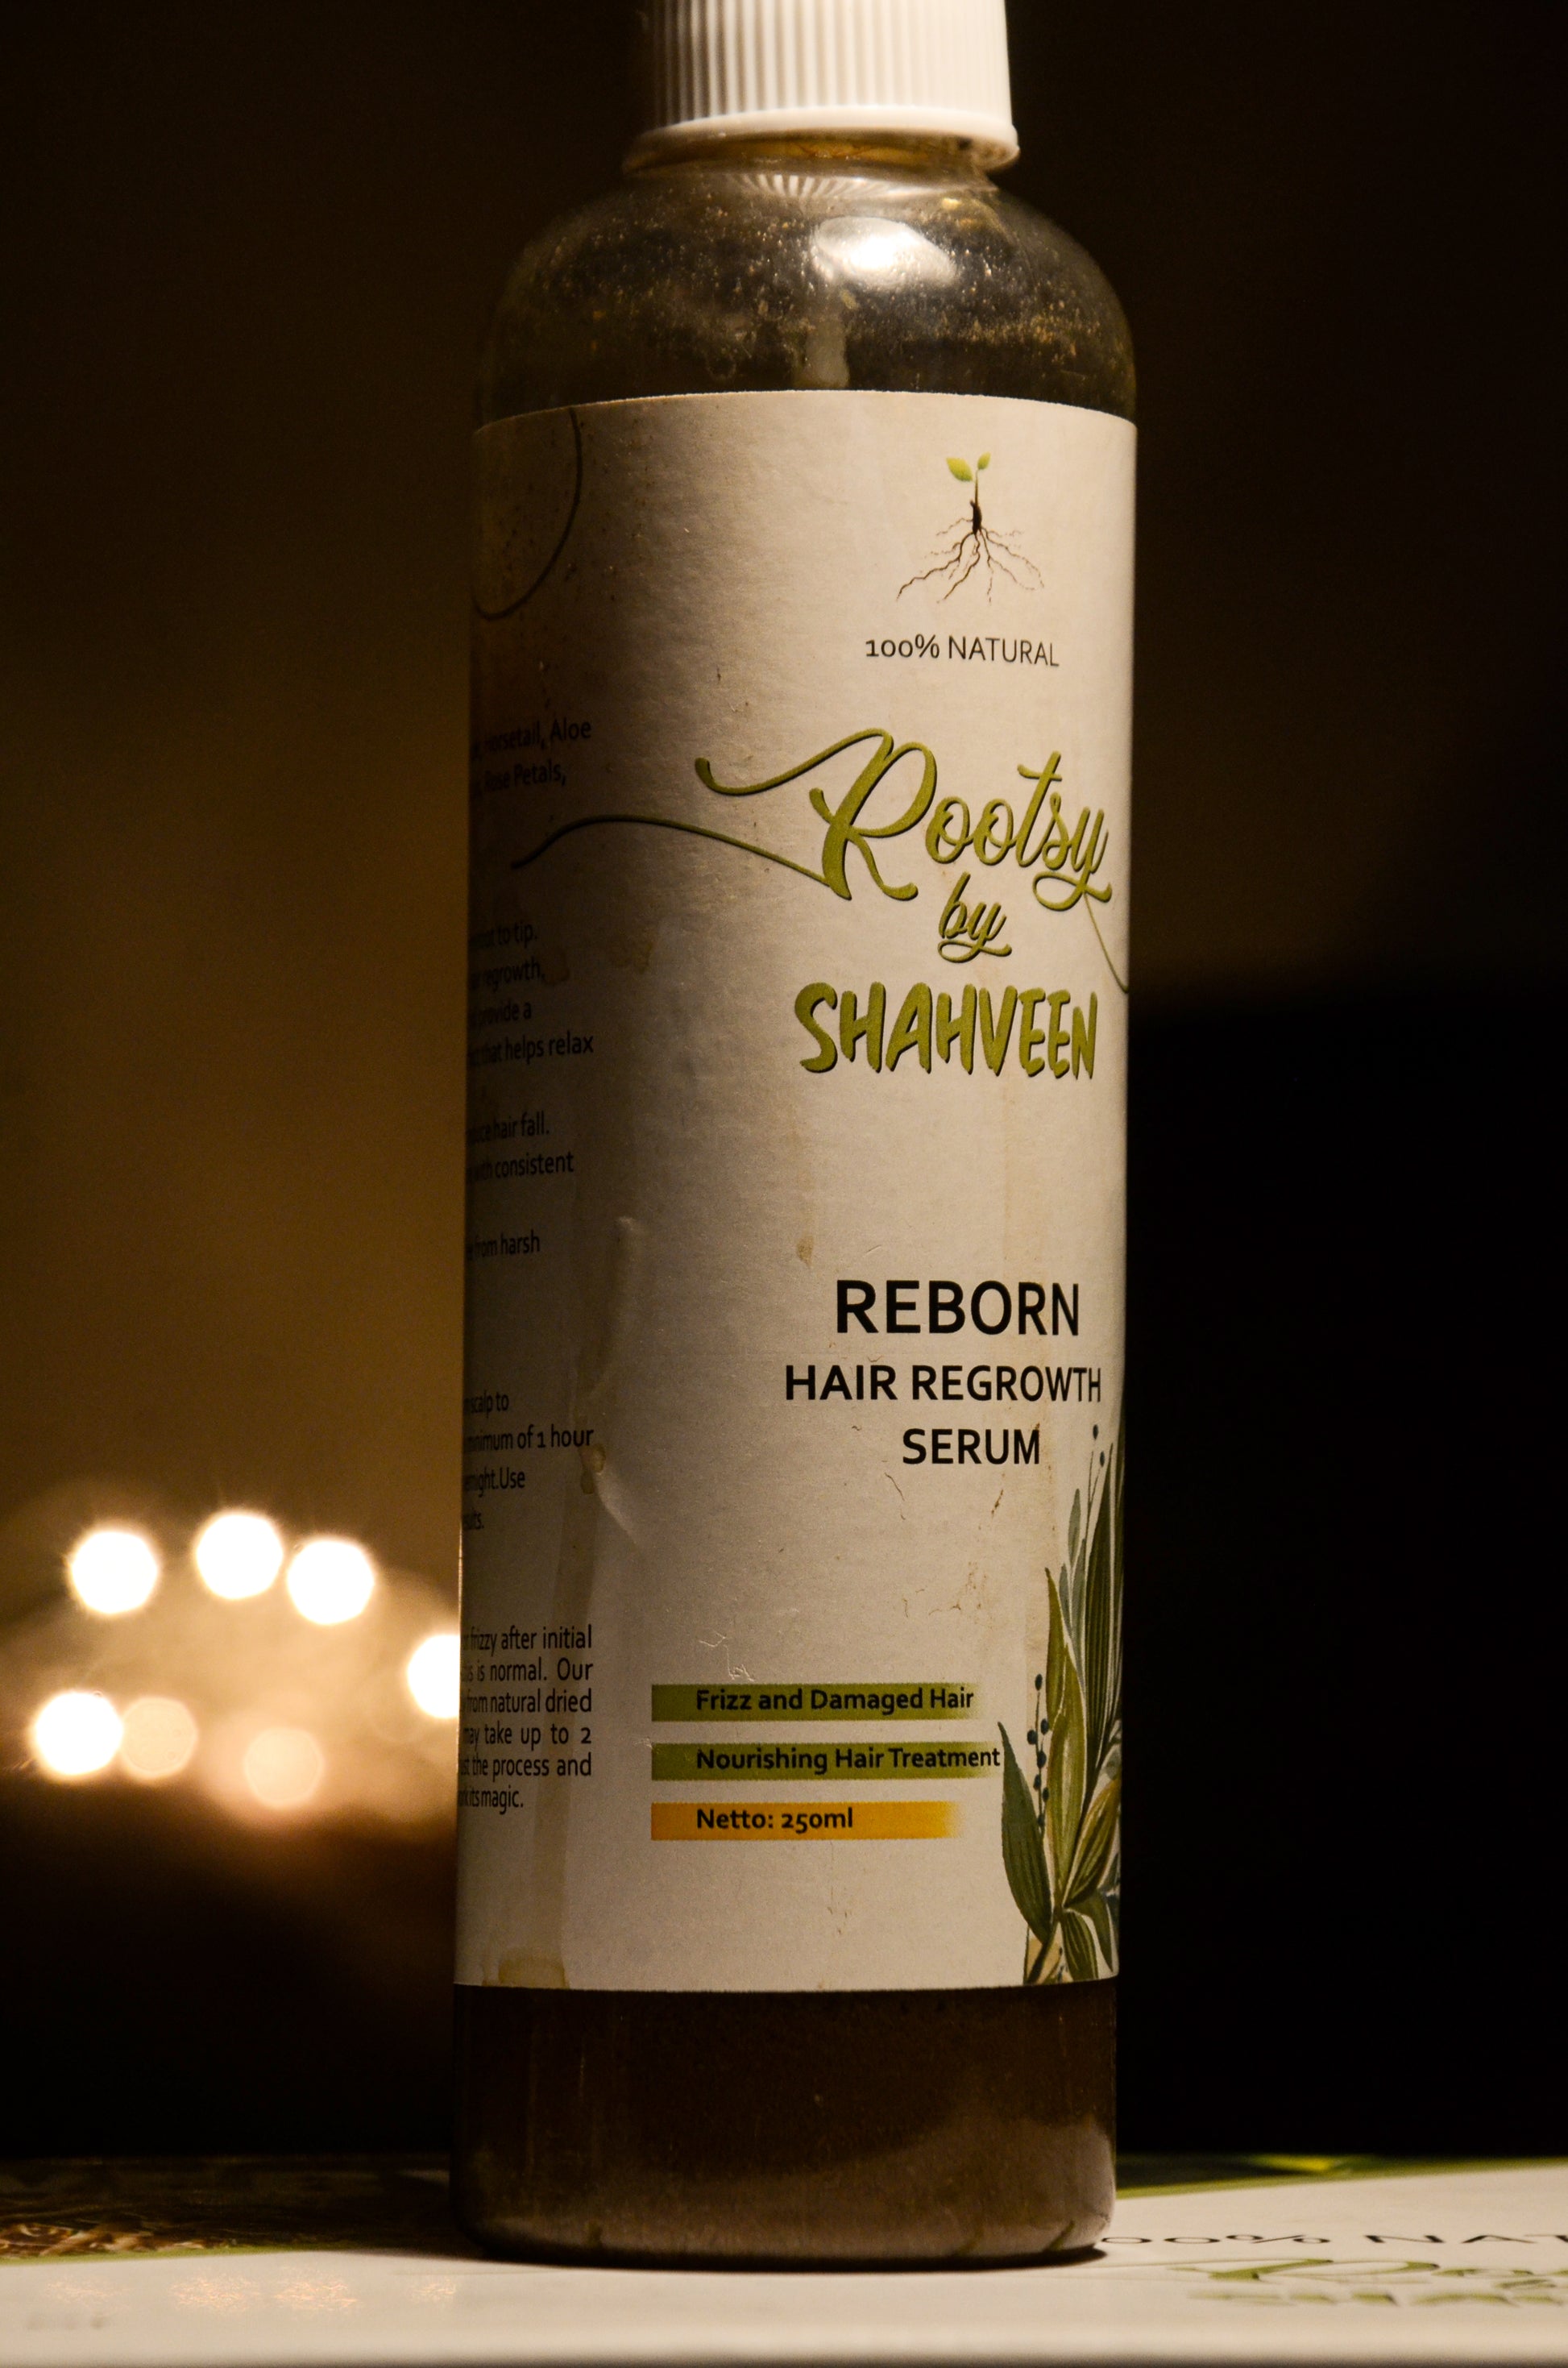 100% NATURAL
Rootsy
by
SHAHVEEN
REBORN
HAIR REGROWTH
SERUM
Frizz and Damaged Hair
Nourishing Hair Treatment
Netto: 250ml
Horsetail, Aloe
Rose Petals,
to tip.
regrowth,
provide a
that helps relax
hair fall.
with consistent
from harsh
scalp to
minimum of 1 hour
Use
frizzy after initial
is normal. Our
from natural dried
may take up to 2
the process and
its magic.